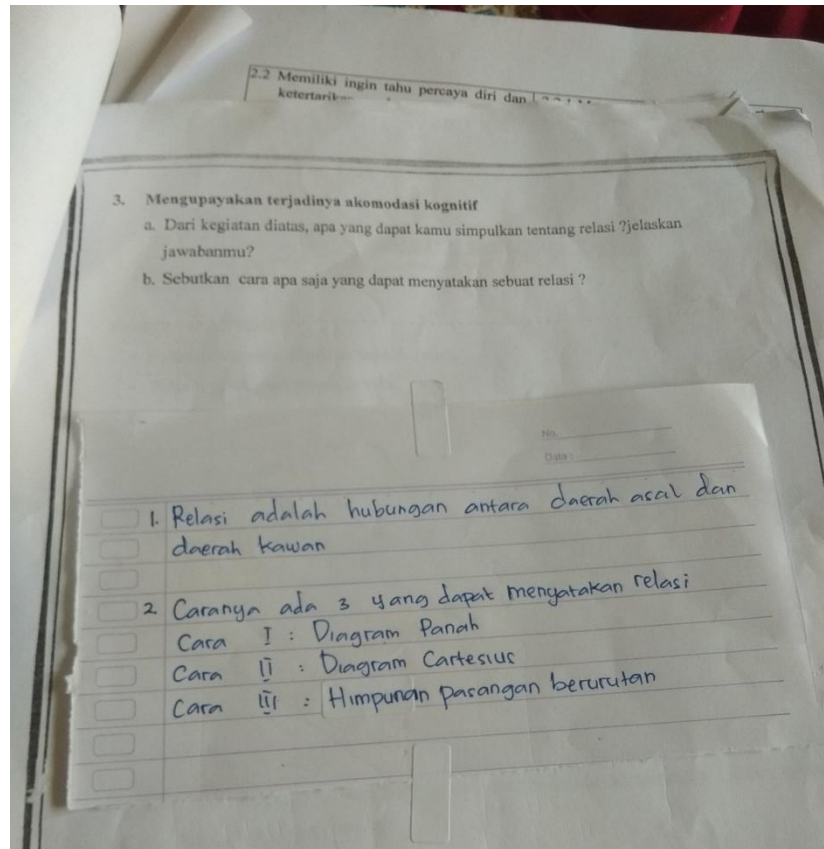 2.2 Memiliki ingin tahu percaya diri dan
3. Mengupayakan terjadinya akomodasi kognitif
a. Dari kegiatan diatas, apa yang dapat kamu simpulkan tentang relasi ?jelaskan
jawabanmu?
b. Sebutkan cara apa saja yang dapat menyatakan sebuat relasi ?
No.
Date :
1. Relasi adalah hubungan antara daerah asal dan
daerah kawan
2 Caranya ada 3 yang dapat menyatakan relasi
Cara I : Diagram Panah
Cara II : Diagram Cartesius
Cara III : Himpunan pasangan berurutan